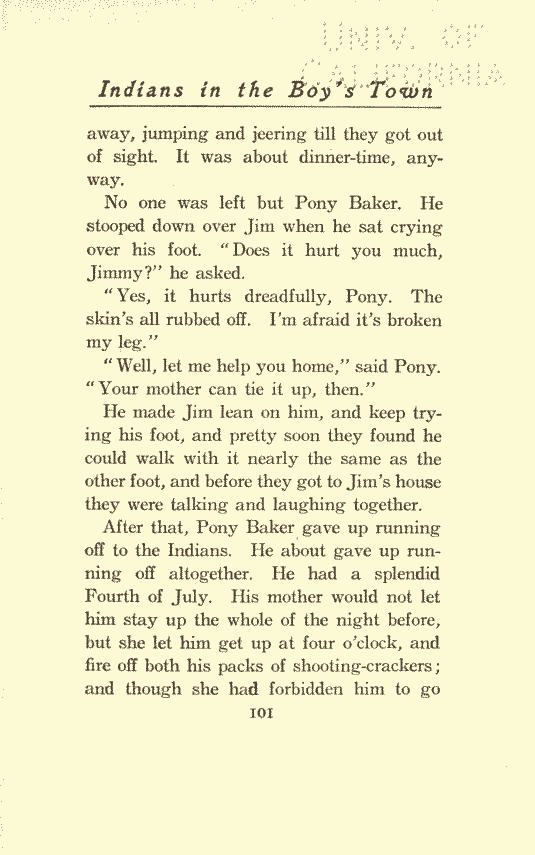 UNIV. OF
CALIFORNIA
Indians in the Boy's Town
away, jumping and jeering till they got out
of sight. It was about dinner-time, any-
way.
No one was left but Pony Baker. He
stooped down over Jim when he sat crying
over his foot. "Does it hurt you much,
Jimmy?" he asked.
"Yes, it hurts dreadfully, Pony. The
skin's all rubbed off. I'm afraid it's broken
my leg."
"Well, let me help you home," said Pony.
"Your mother can tie it up, then."
He made Jim lean on him, and keep try-
ing his foot, and pretty soon they found he
could walk with it nearly the same as the
other foot, and before they got to Jim's house
they were talking and laughing together.
After that, Pony Baker gave up running
off to the Indians. He about gave up run-
ning off altogether. He had a splendid
Fourth of July. His mother would not let
him stay up the whole of the night before,
but she let him get up at four o'clock, and
fire off both his packs of shooting-crackers;
and though she had forbidden him to go
101